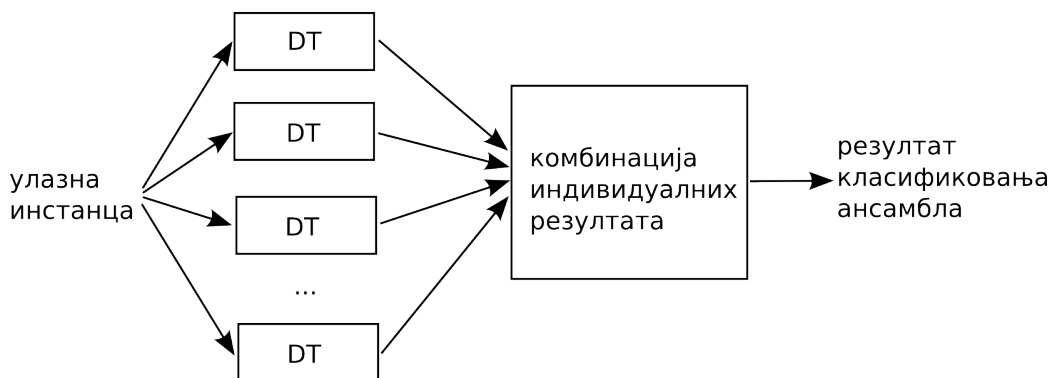 улазна
инстанца
DT
DT
DT
...
DT
комбинација
индивидуалних
резултата
резултат
класификовања
ансамбла